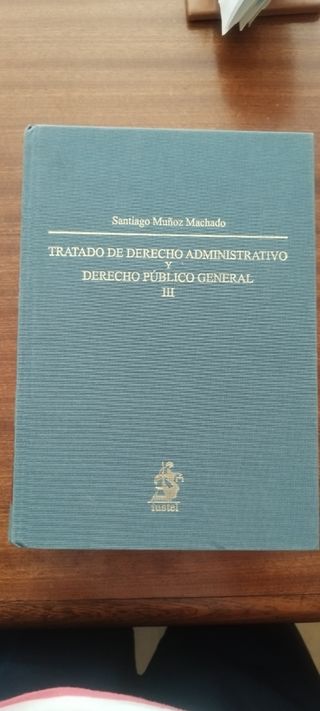 Santiago Muñoz Machado
TRATADO DE DERECHO ADMINISTRATIVO
Y
DERECHO PÚBLICO GENERAL
III
iustel